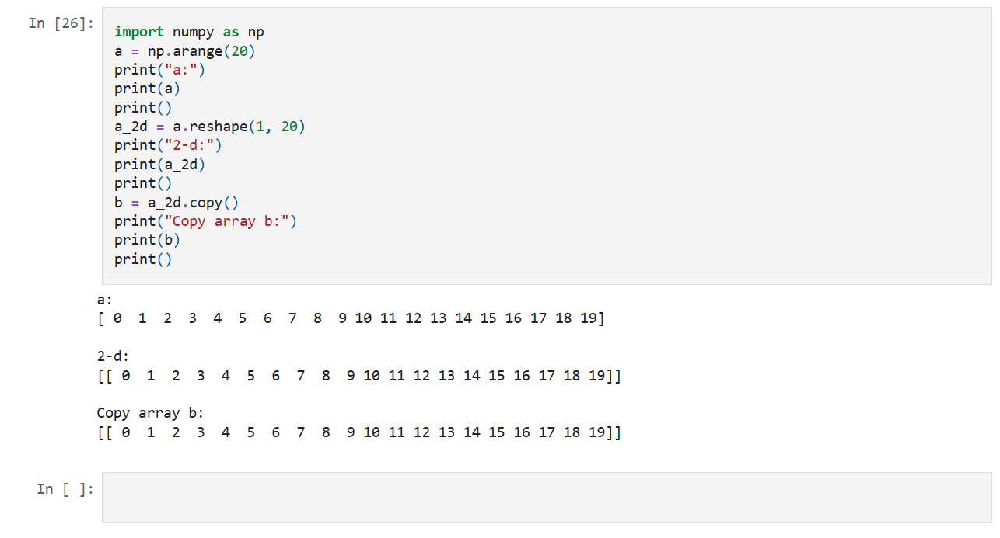 In [26]:
import numpy as np
a = np.arange(20)
print("a:")
print(a)
print()
a_2d = a.reshape(1, 20)
print("2-d:")
print(a_2d)
print()
b = a_2d.copy()
print("Copy array b:")
print(b)
print()
a:
[ 0  1  2  3  4  5  6  7  8  9 10 11 12 13 14 15 16 17 18 19]
2-d:
[[ 0  1  2  3  4  5  6  7  8  9 10 11 12 13 14 15 16 17 18 19]]
Copy array b:
[[ 0  1  2  3  4  5  6  7  8  9 10 11 12 13 14 15 16 17 18 19]]
In [ ]: